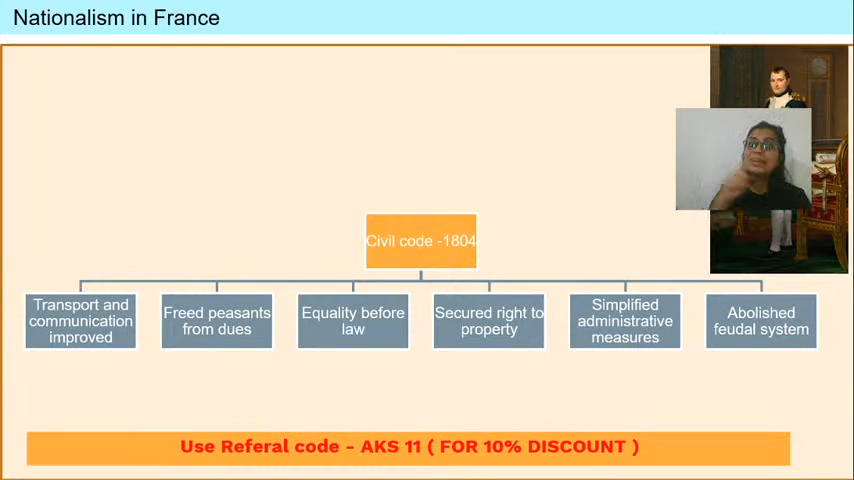 Nationalism in France
Civil code -1804
Transport and
communication
improved
Freed peasants
from dues
Equality before
law
Secured right to
property
Simplified
administrative
measures
Abolished
feudal system
Use Referal code - AKS 11 ( FOR 10% DISCOUNT )